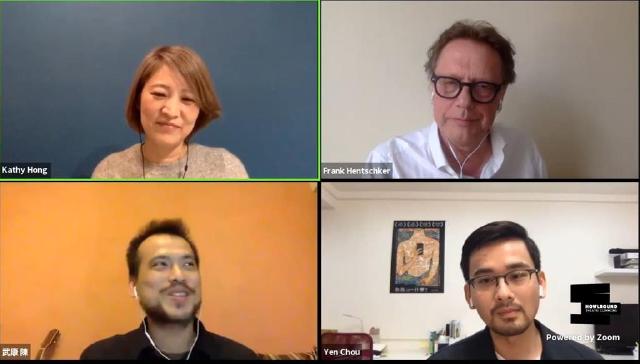 Kathy Hong
Frank Hentschker
武康 陳
Yen Chou
HOWLROUND
THEATRE COMMONS
Powered by Zoom